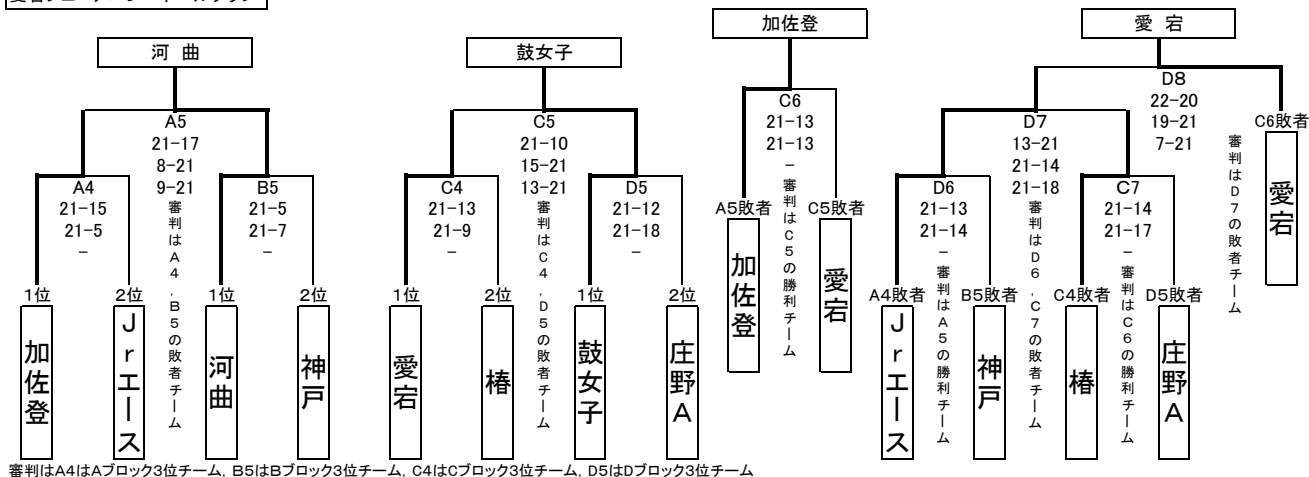 河 曲
A5
21-17
8-21
9-21
審判はA4,B5の敗者チーム
A4
21-15
21-5
-
B5
21-5
21-7
-
1位
2位
1位
2位
加佐登
Jrエース
河曲
神戸
鼓女子
C5
21-10
15-21
13-21
審判はC4,D5の敗者チーム
C4
21-13
21-9
-
D5
21-12
21-18
-
1位
2位
1位
2位
愛宕
椿
鼓女子
庄野A
加佐登
C6
21-13
21-13
-
審判はC5の勝利チーム
A5敗者
C5敗者
加佐登
愛宕
愛 宕
D8
22-20
19-21
7-21
審判はD7の敗者チーム
C6敗者
愛宕
D7
13-21
21-14
21-18
審判はD6,C7の敗者チーム
D6
21-13
21-14
-
審判はA5の勝利チーム
C7
21-14
21-17
-
審判はC6の勝利チーム
A4敗者
B5敗者
C4敗者
D5敗者
Jrエース
神戸
椿
庄野A
審判はA4はAブロック3位チーム, B5はBブロック3位チーム, C4はCブロック3位チーム, D5はDブロック3位チーム